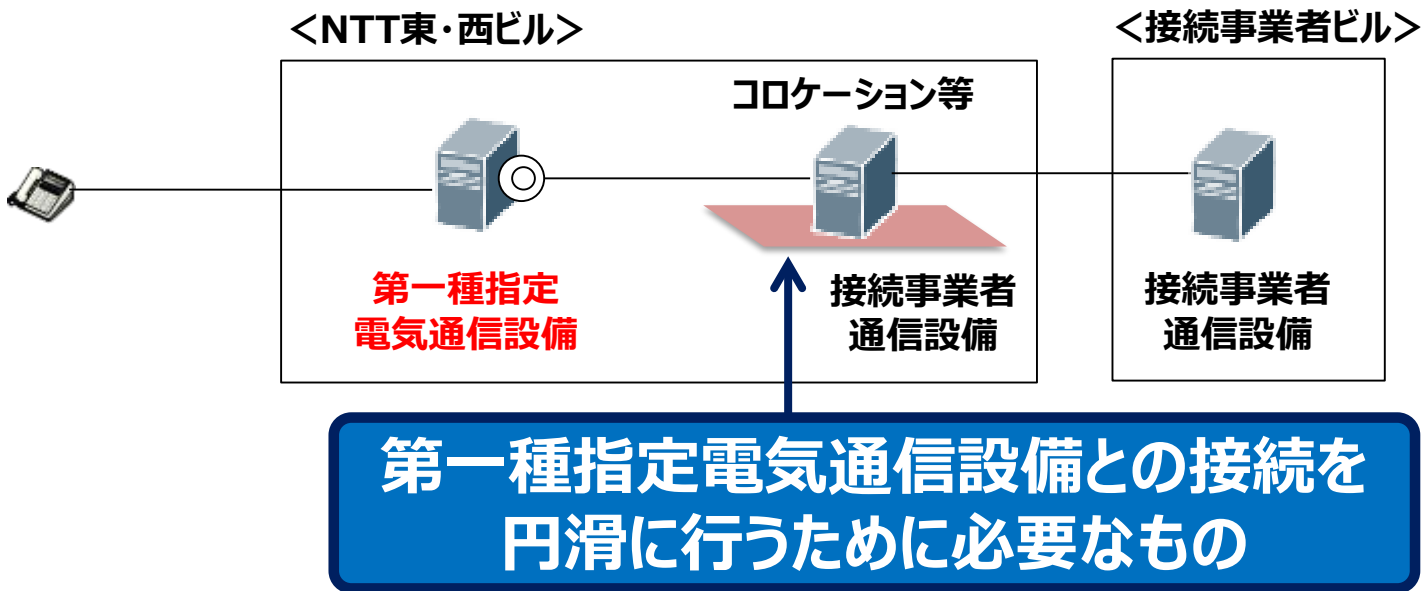 ＜NTT東・西ビル＞
＜接続事業者ビル＞
コロケーション等
第一種指定
電気通信設備
接続事業者
通信設備
接続事業者
通信設備
第一種指定電気通信設備との接続を
円滑に行うために必要なもの